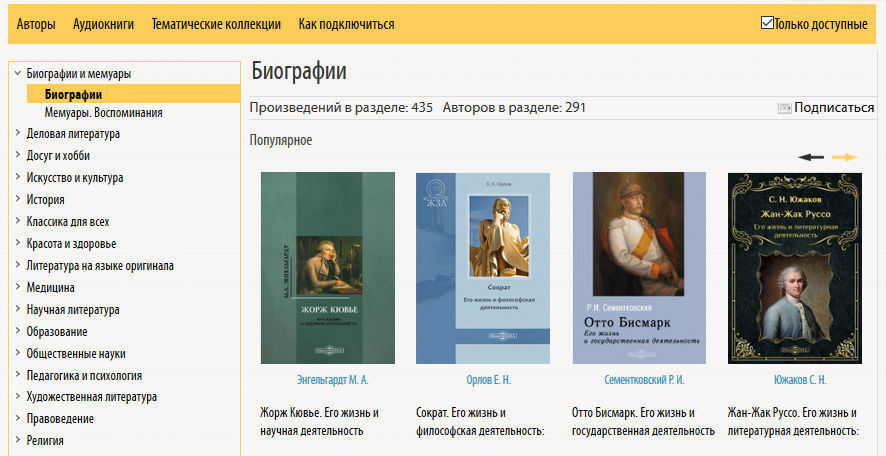 Авторы Аудиокниги Тематические коллекции Как подключиться Только доступные
Биографии и мемуары
Биографии
Мемуары. Воспоминания
Деловая литература
Досуг и хобби
Искусство и культура
История
Классика для всех
Красота и здоровье
Литература на языке оригинала
Медицина
Научная литература
Образование
Общественные науки
Педагогика и психология
Художественная литература
Правоведение
Религия
Биографии
Произведений в разделе: 435 Авторов в разделе: 291 Подписаться
Популярное
М.А. ЭНГЕЛЬГАРДТ
ЖОРЖ КЮВЬЕ
ЕГО ЖИЗНЬ
И НАУЧНАЯ ДЕЯТЕЛЬНОСТЬ
Энгельгардт М. А.
Жорж Кювье. Его жизнь и
научная деятельность
Е. Н. Орлов
ЖЗЛ
Сократ
Его жизнь и философская
деятельность
Орлов Е. Н.
Сократ. Его жизнь и
философская деятельность:
Р.И. Сементковский
Отто Бисмарк
Его жизнь
и государственная деятельность
Сементковский Р. И.
Отто Бисмарк. Его жизнь и
государственная деятельность
С. Н. Южаков
Жан-Жак Руссо
Его жизнь и литературная
деятельность
Южаков С. Н.
Жан-Жак Руссо. Его жизнь и
литературная деятельность: